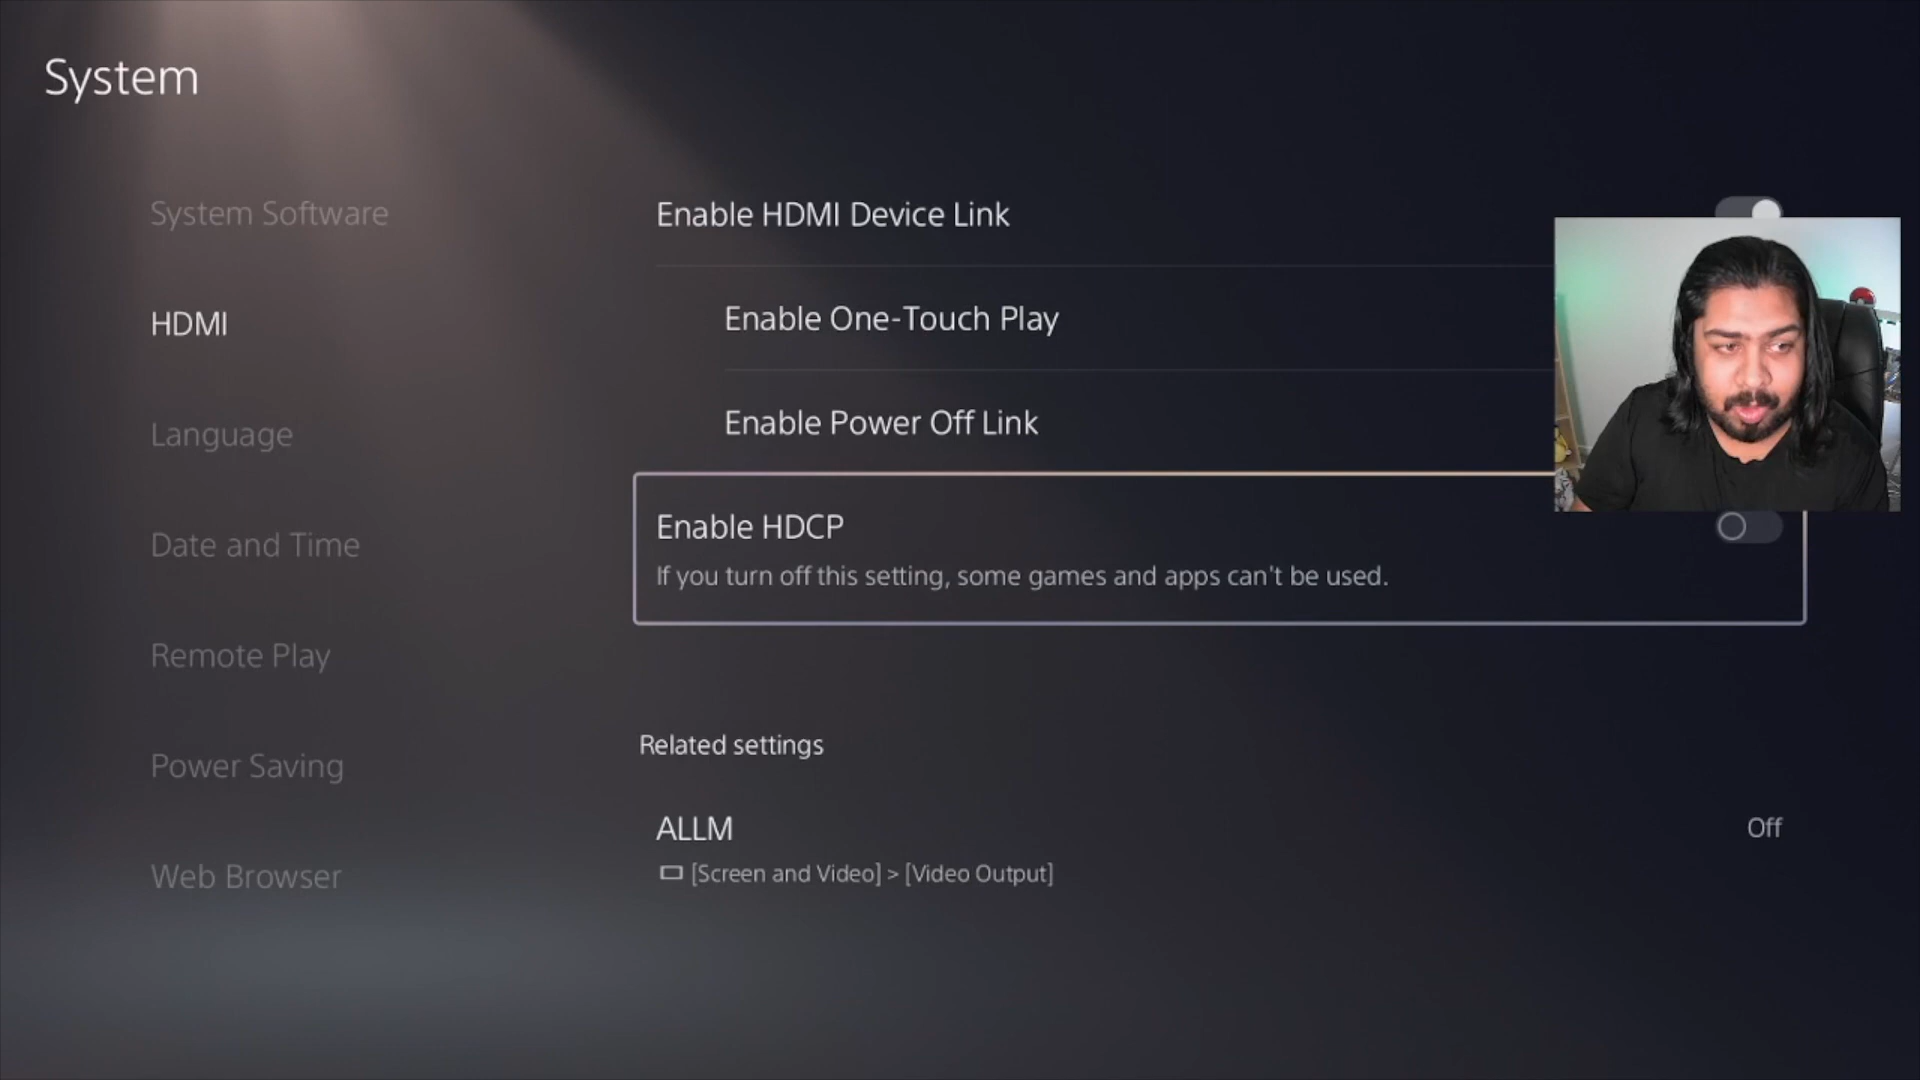 System
System Software
HDMI
Language
Date and Time
Remote Play
Power Saving
Web Browser
Enable HDMI Device Link
Enable One-Touch Play
Enable Power Off Link
Enable HDCP
If you turn off this setting, some games and apps can't be used.
Related settings
ALLM
Off
[Screen and Video] > [Video Output]